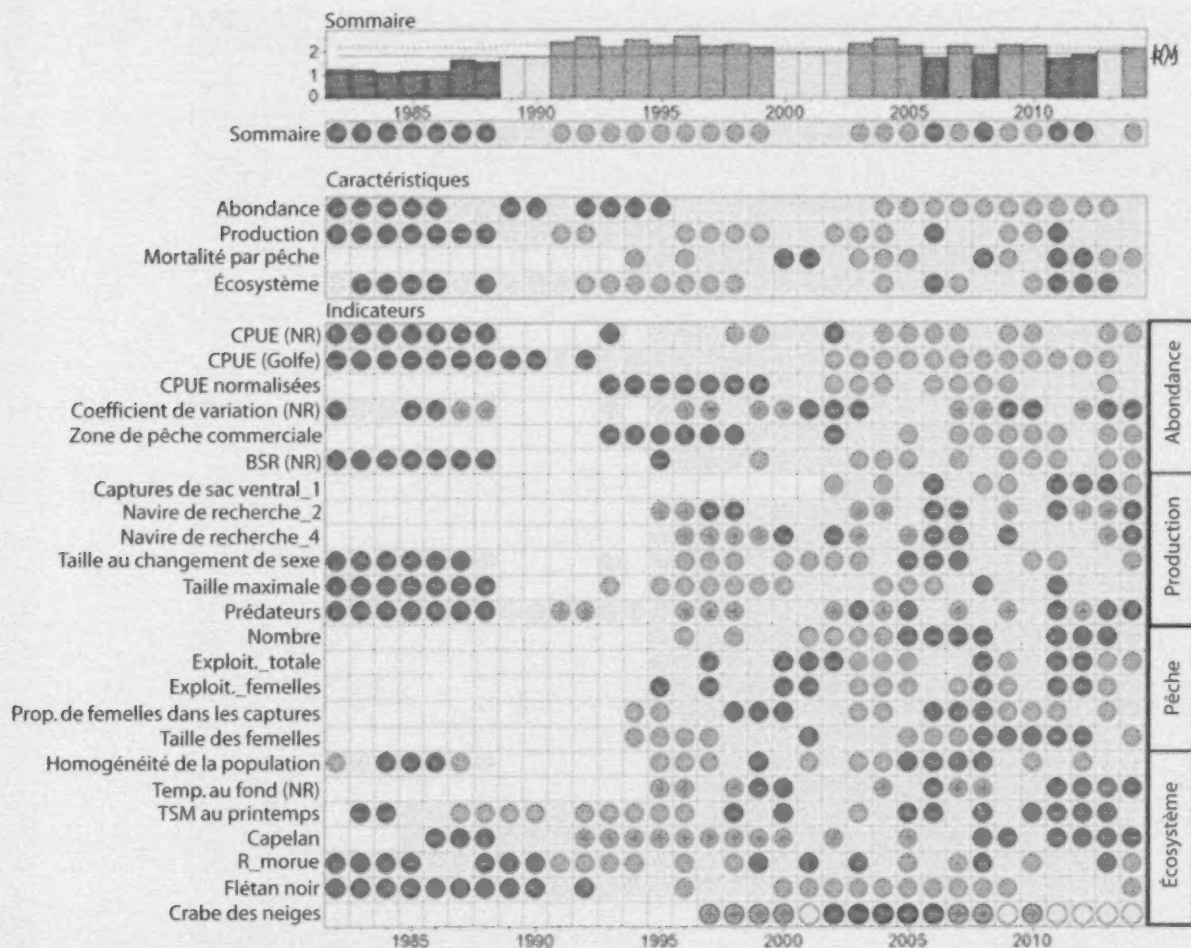 Sommaire
2
1
0
1985 1990 1995 2000 2005 2010
Sommaire
Caractéristiques
Abondance
Production
Mortalité par pêche
Écosystème
Indicateurs
CPUE (NR)
CPUE (Golfe)
CPUE normalisées
Coefficient de variation (NR)
Zone de pêche commerciale
BSR (NR)
Abondance
Captures de sac ventral_1
Navire de recherche_2
Navire de recherche_4
Taille au changement de sexe
Taille maximale
Prédateurs
Production
Nombre
Exploit._totale
Exploit._femelles
Prop. de femelles dans les captures
Taille des femelles
Pêche
Homogénéité de la population
Temp. au fond (NR)
TSM au printemps
Capelan
R_morue
Flétan noir
Crabe des neiges
Écosystème
1985 1990 1995 2000 2005 2010